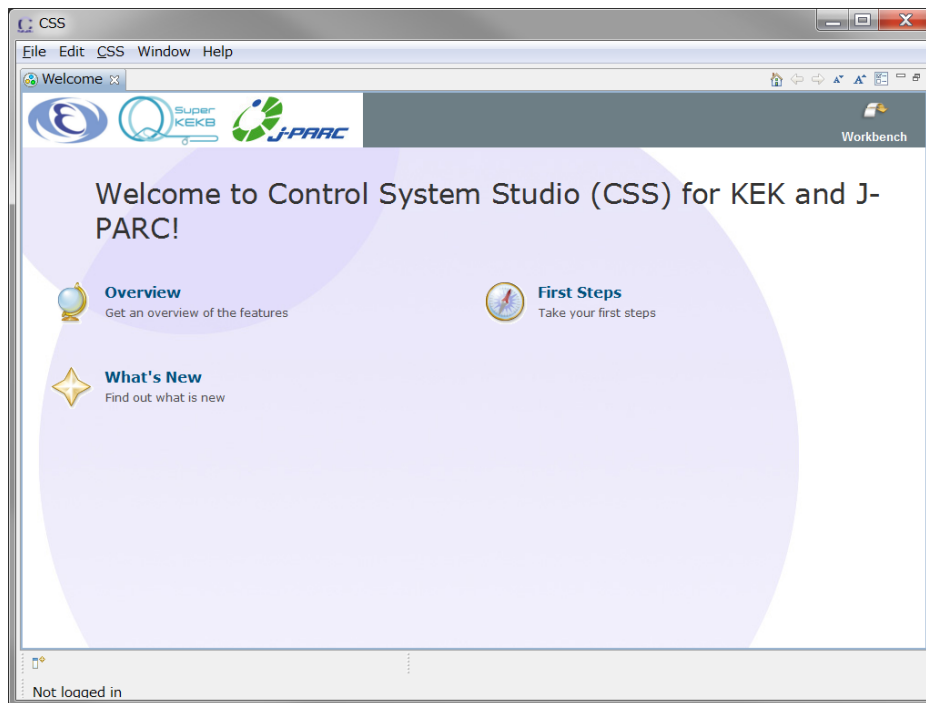 CSS
File Edit CSS Window Help
Welcome
Super
KEKB
J-PARC
Workbench
Welcome to Control System Studio (CSS) for KEK and J-
PARC!
Overview
Get an overview of the features
First Steps
Take your first steps
What's New
Find out what is new
Not logged in